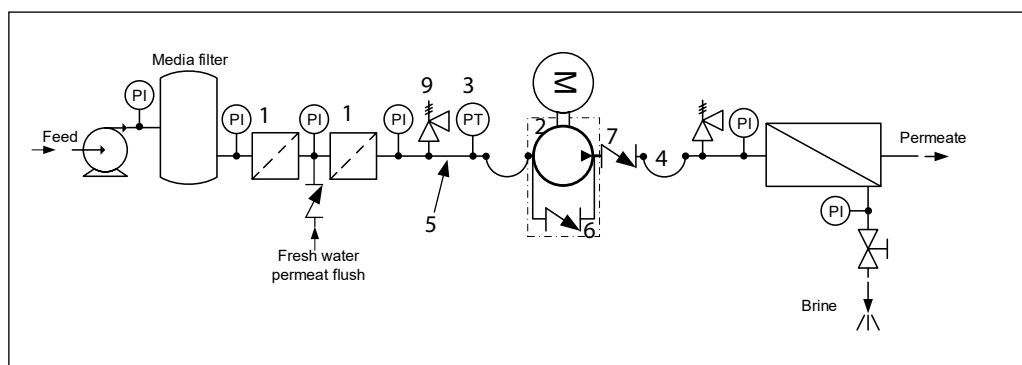 Media filter
9
3
M
PI
1
PI
1
PI
PI
PT
2
7
PI
Feed
4
Permeate
5
6
PI
Fresh water
permeat flush
Brine